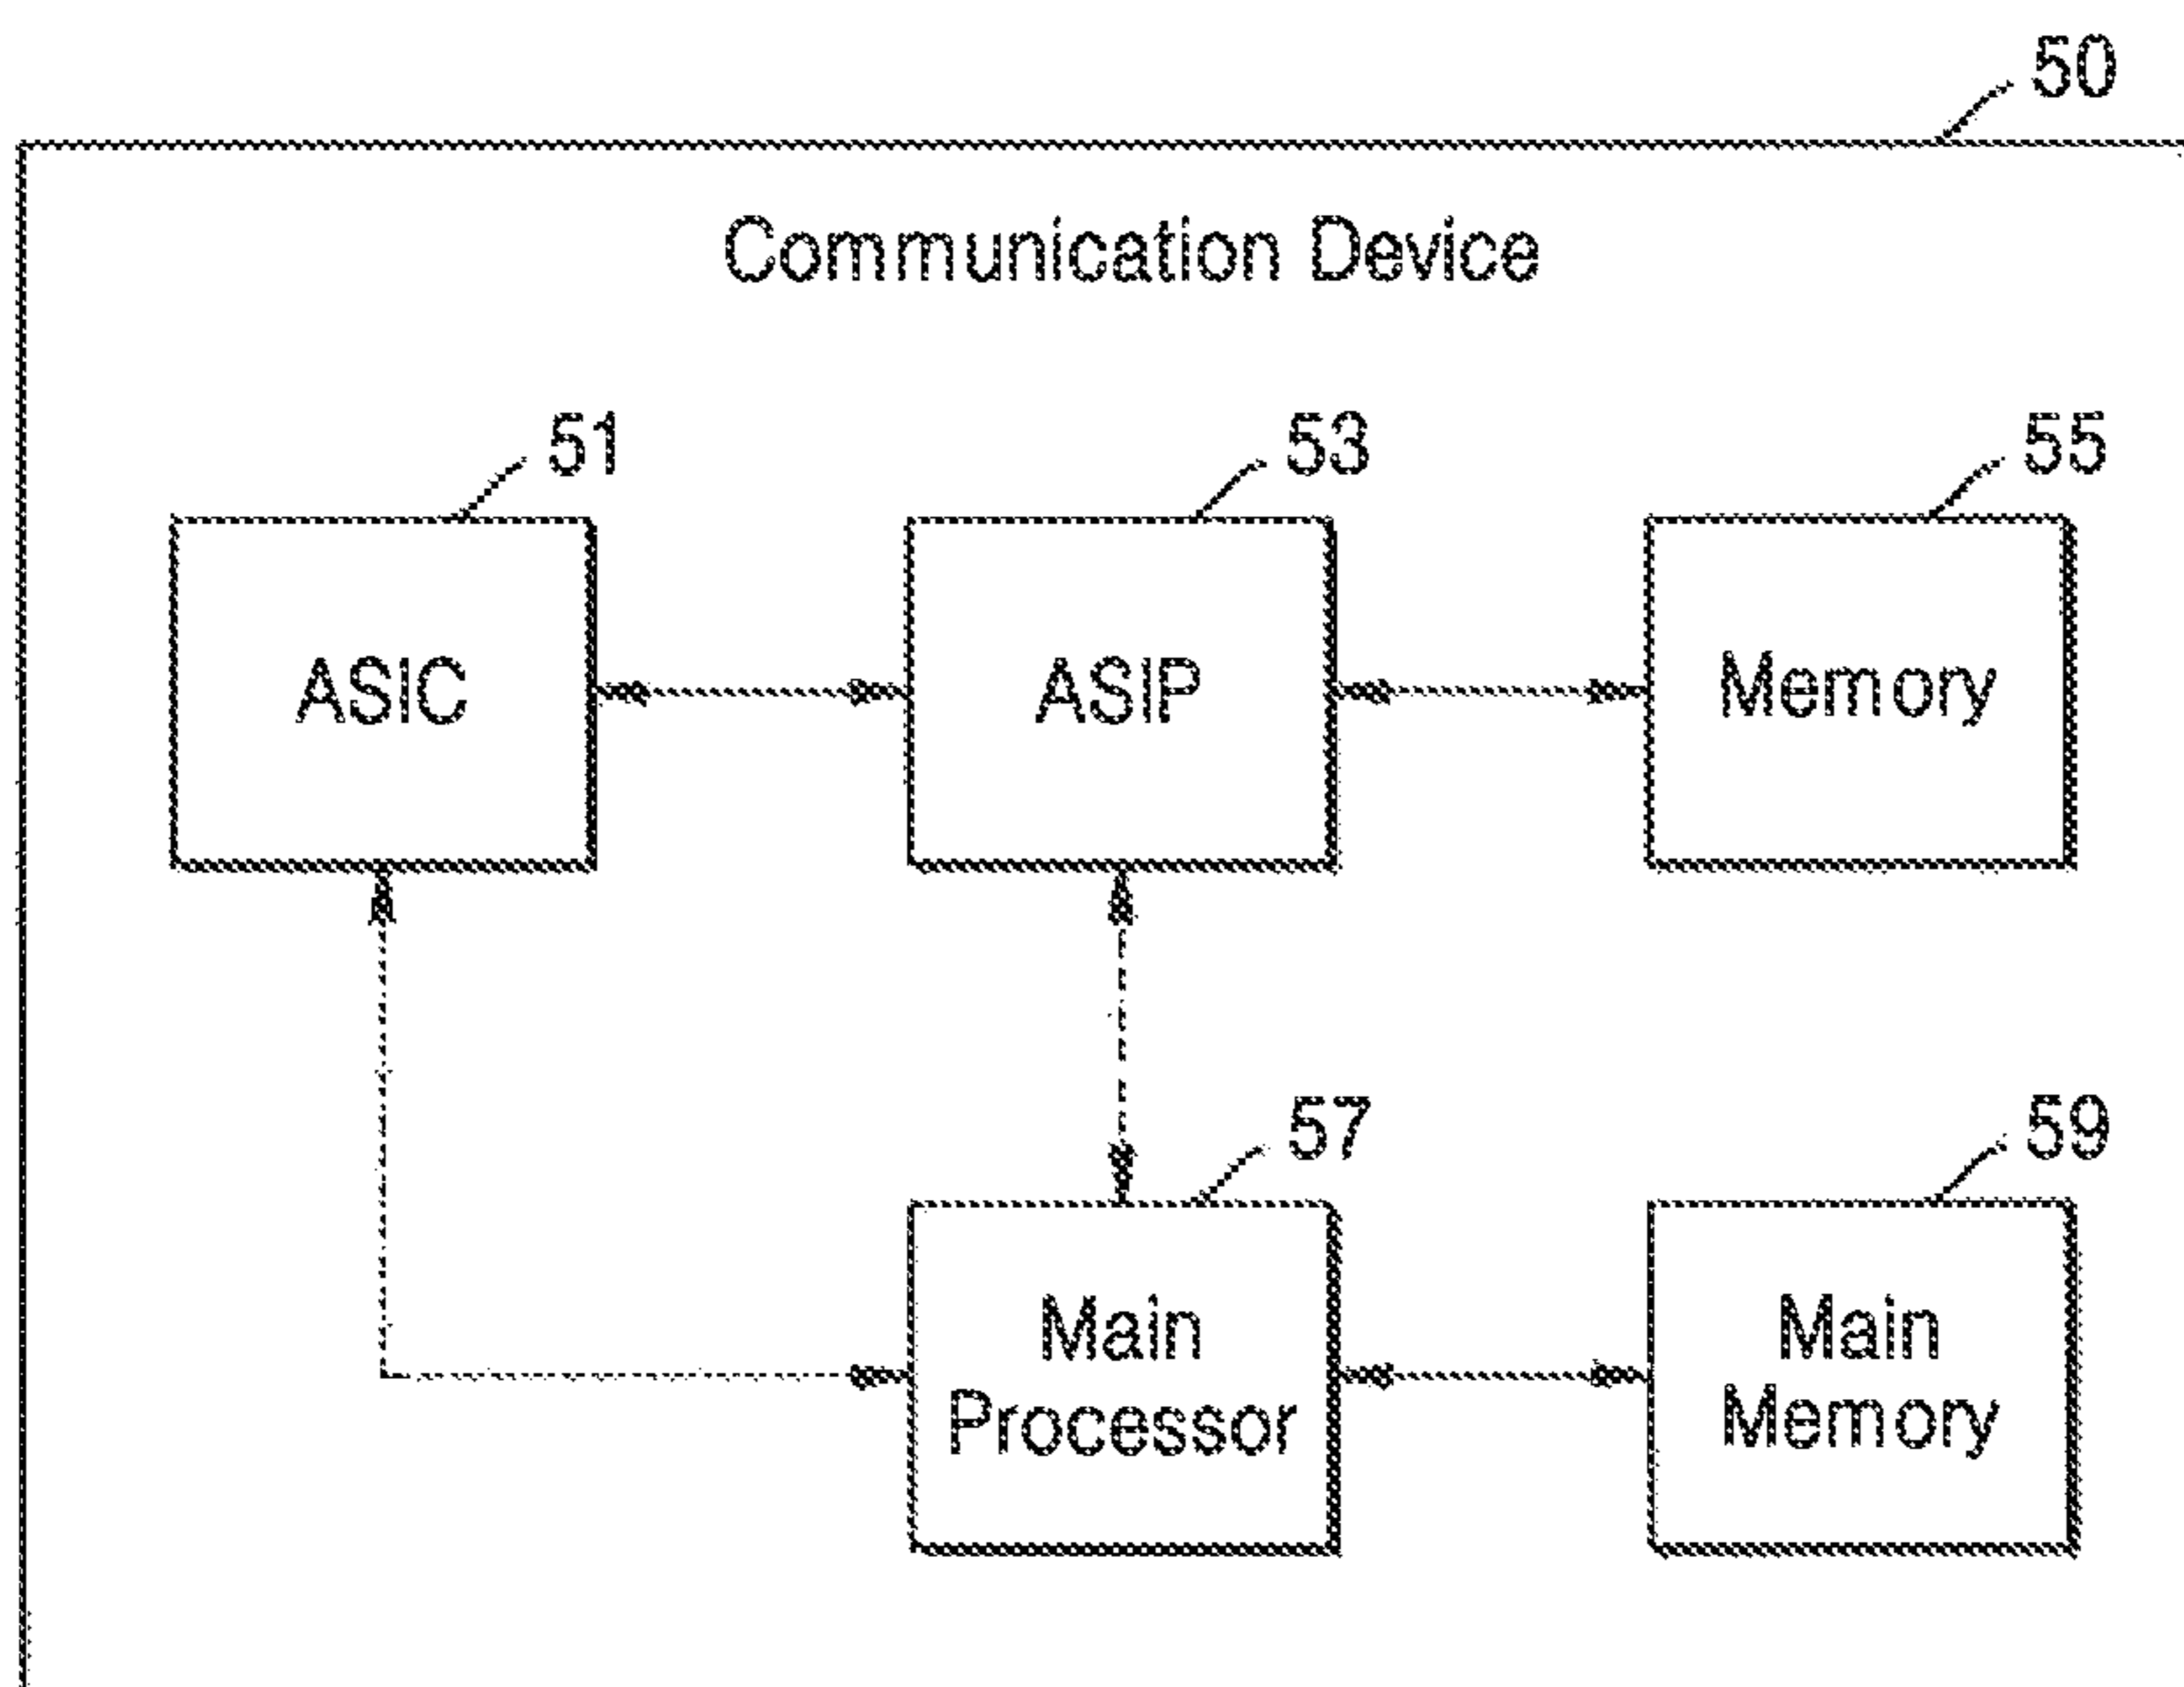 50
Communication Device
51
53
55
ASIC
ASIP
Memory
57
59
Main
Processor
Main
Memory